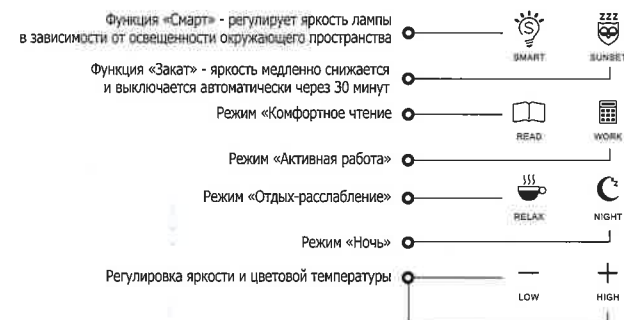 Функция «Смарт» - регулирует яркость лампы
в зависимости от освещенности окружающего пространства
SMART
zzz
SUNSET
Функция «Закат» - яркость медленно снижается
и выключается автоматически через 30 минут
Режим «Комфортное чтение
READ
WORK
Режим «Активная работа»
Режим «Отдых-расслабление»
RELAX
NIGHT
Режим «Ночь»
Регулировка яркости и цветовой температуры
LOW
HIGH